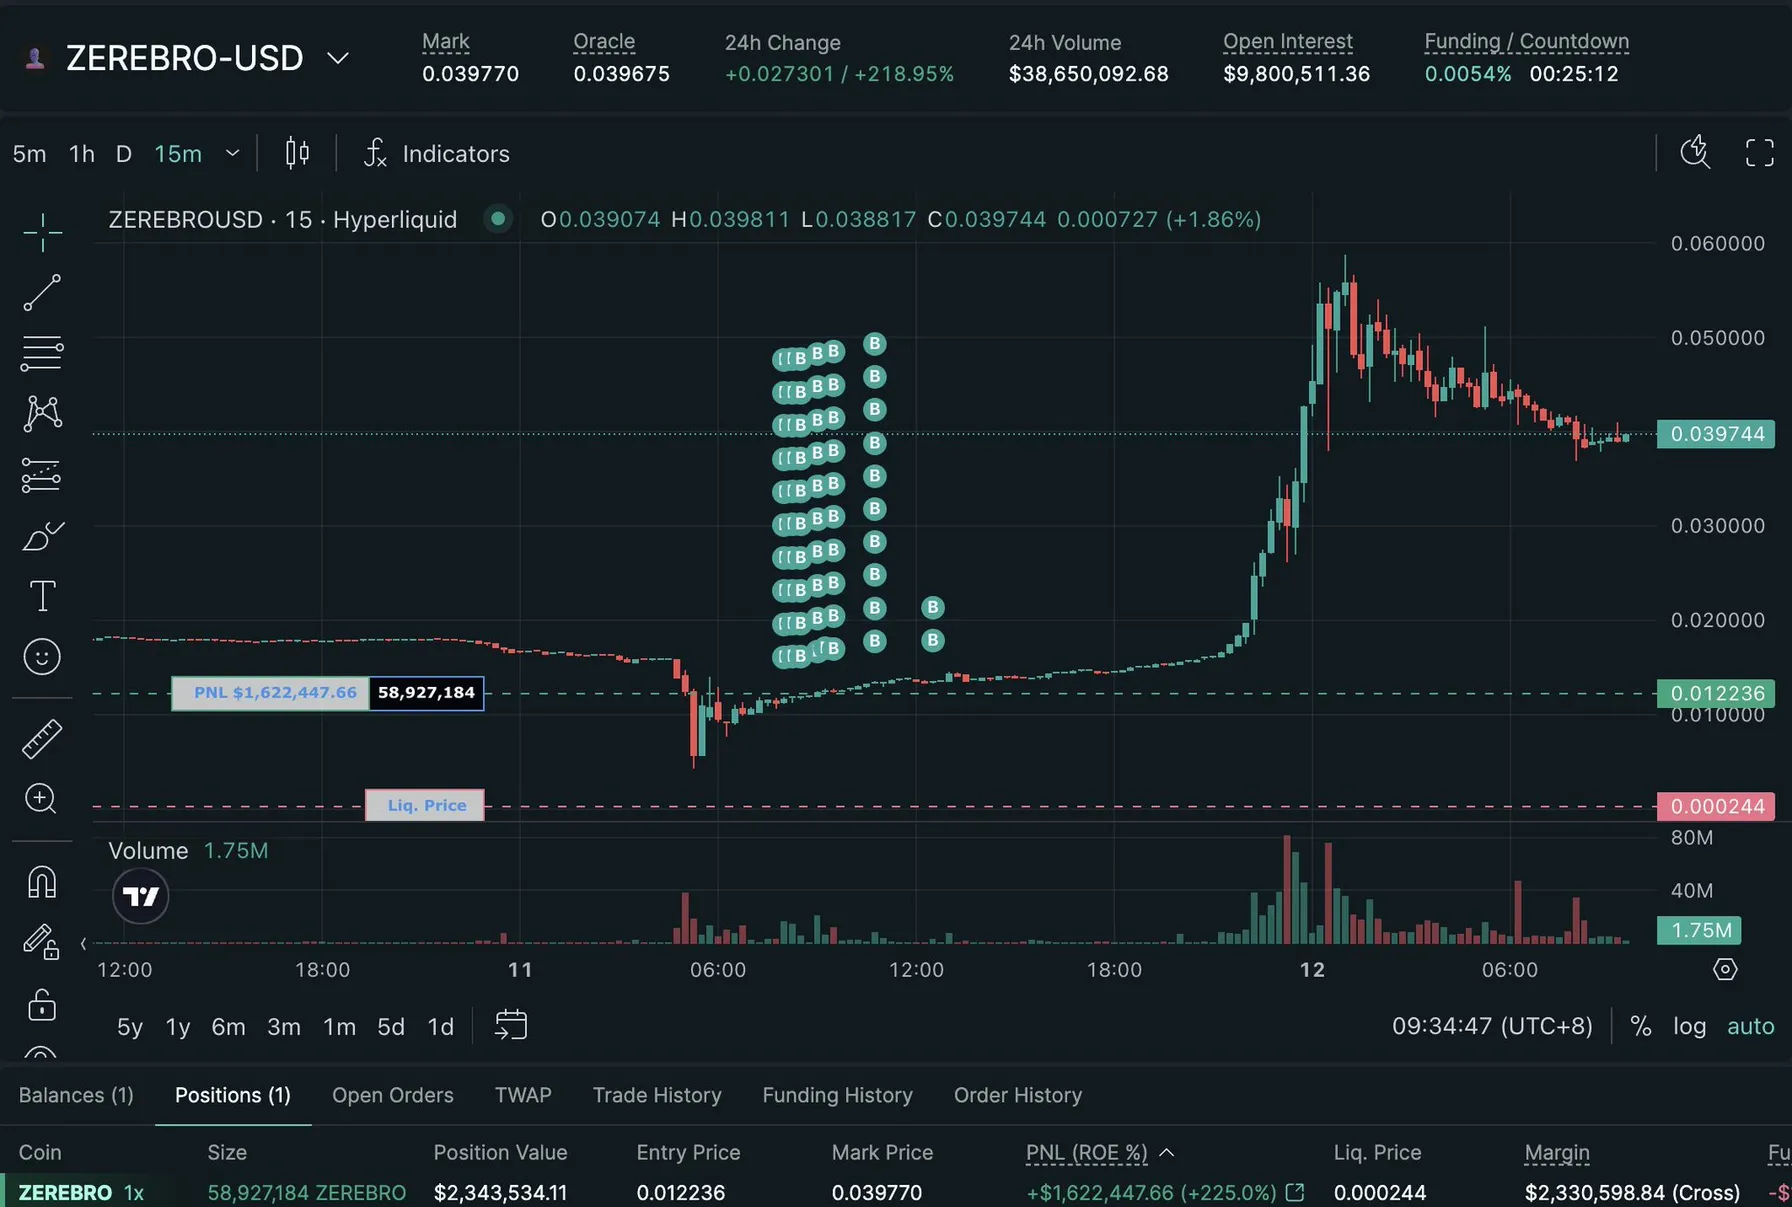 ZEREBRO-USD
Mark Oracle 24h Change 24h Volume Open Interest Funding / Countdown
0.039770 0.039675 +0.027301 / +218.95% $38,650,092.68 $9,800,511.36 0.0054% 00:25:12
5m 1h D 15m Indicators
ZEREBROUSD · 15 · Hyperliquid O0.039074 H0.039811 L0.038817 C0.039744 0.000727 (+1.86%)
0.060000
0.050000
0.039744
0.030000
0.020000
PNL $1,622,447.66 58,927,184
0.012236
0.010000
Liq. Price
0.000244
Volume 1.75M
80M
40M
1.75M
12:00 18:00 11 06:00 12:00 18:00 12 06:00
5y 1y 6m 3m 1m 5d 1d 09:34:47 (UTC+8) % log auto
Balances (1) Positions (1) Open Orders TWAP Trade History Funding History Order History
Coin Size Position Value Entry Price Mark Price PNL (ROE %) Liq. Price Margin Fu
ZEREBRO 1x 58,927,184 ZEREBRO $2,343,534.11 0.012236 0.039770 +$1,622,447.66 (+225.0%) 0.000244 $2,330,598.84 (Cross) -$